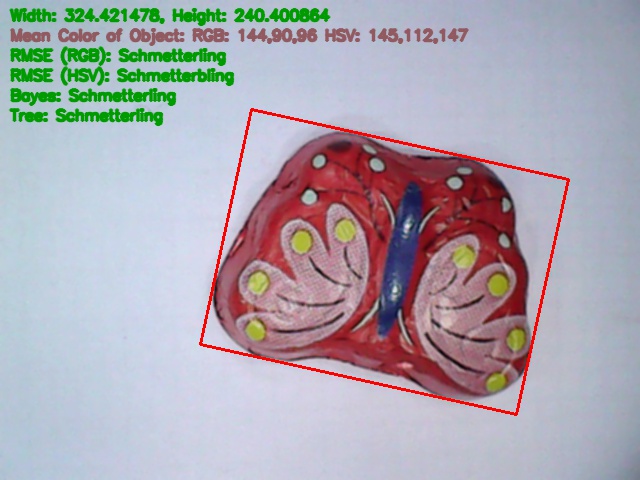 Width: 324.421478, Height: 240.400864
Mean Color of Object: RGB: 144,90,96 HSV: 145,112,147
RMSE (RGB): Schmetterling
RMSE (HSV): Schmetterbling
Bayes: Schmetterling
Tree: Schmetterling